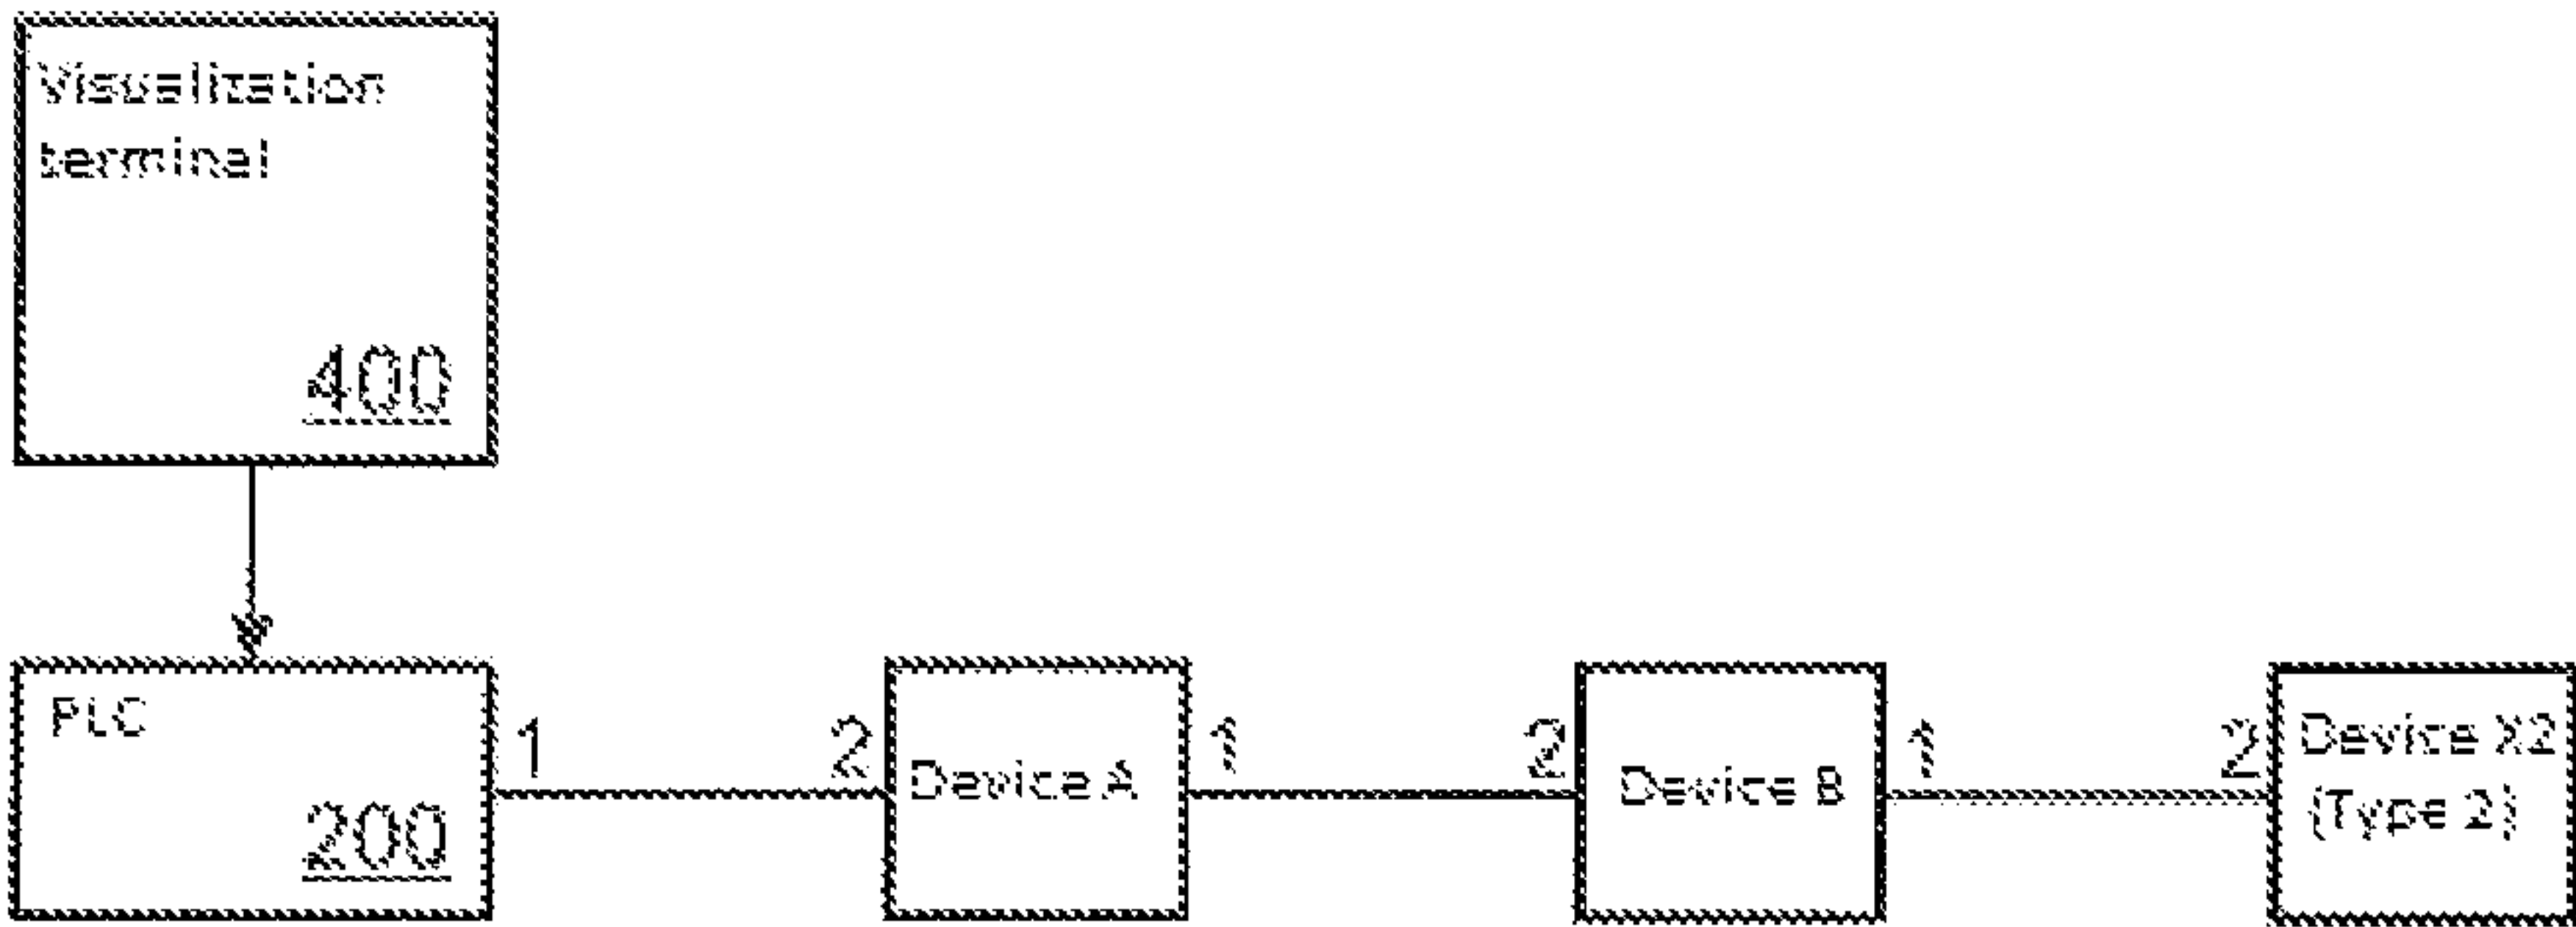 Visualization
terminal
400
PLC
200
1
2
Device A
1
2
Device B
1
2
Device X2
(Type 2)